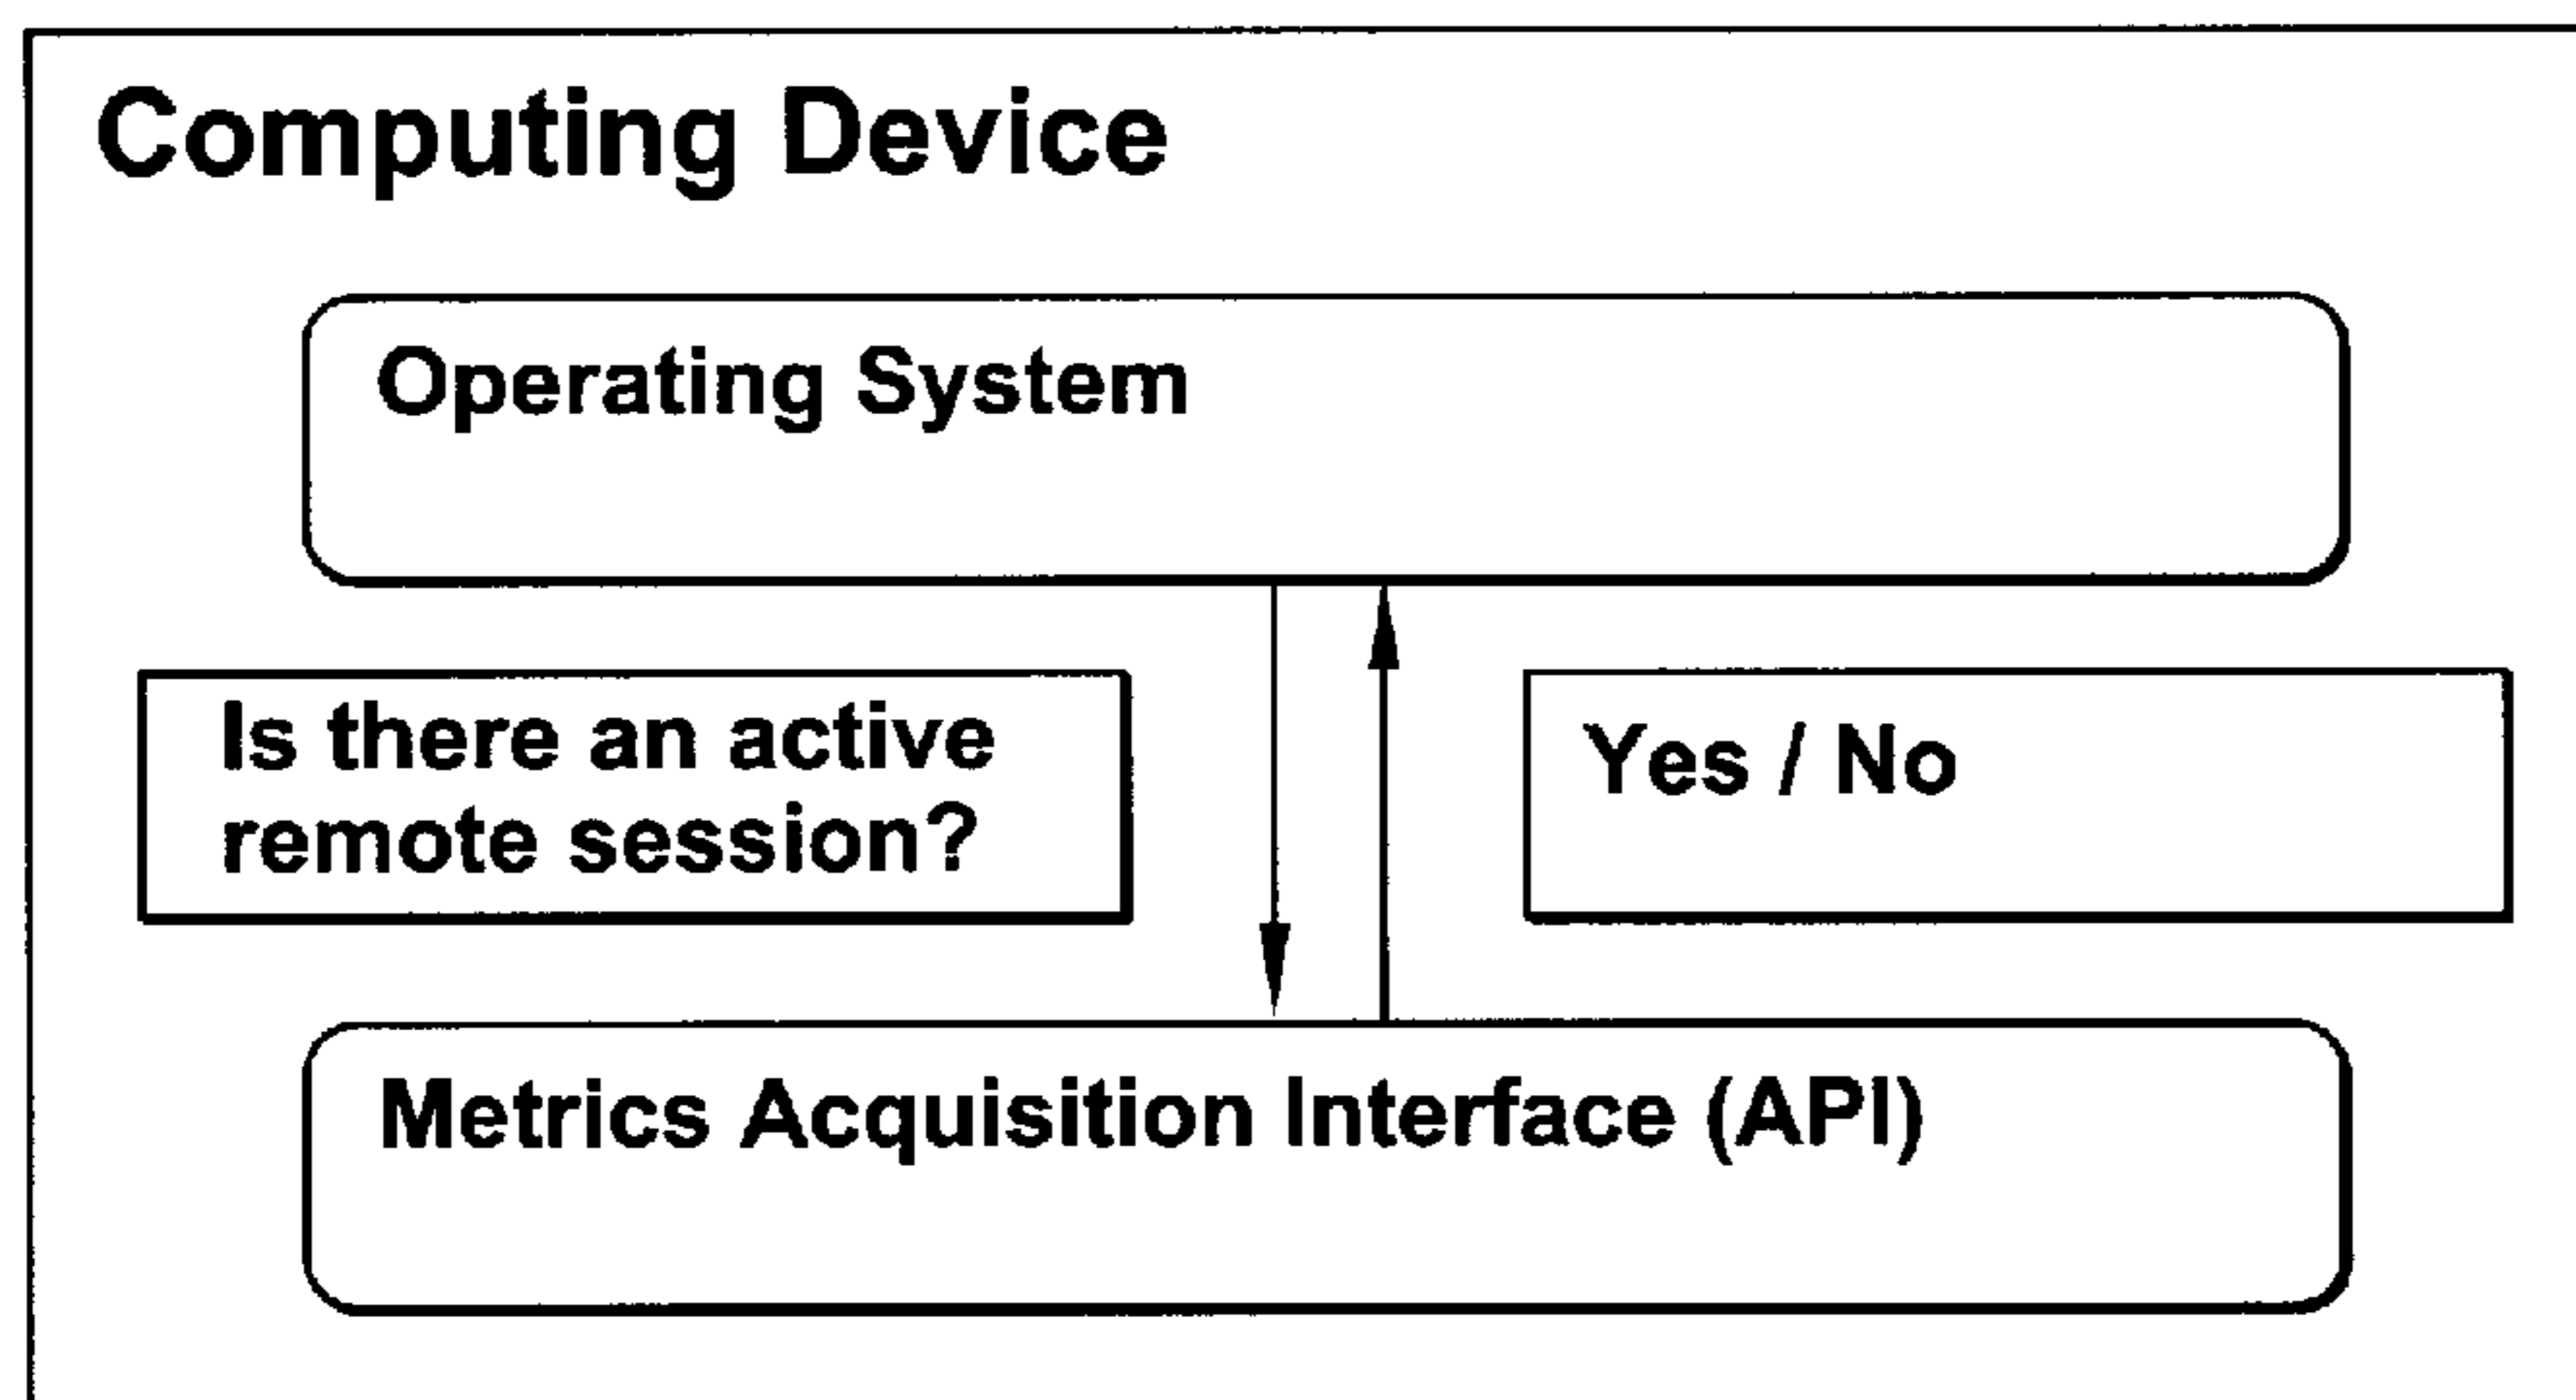 Computing Device
Operating System
Is there an active
remote session?
Yes / No
Metrics Acquisition Interface (API)